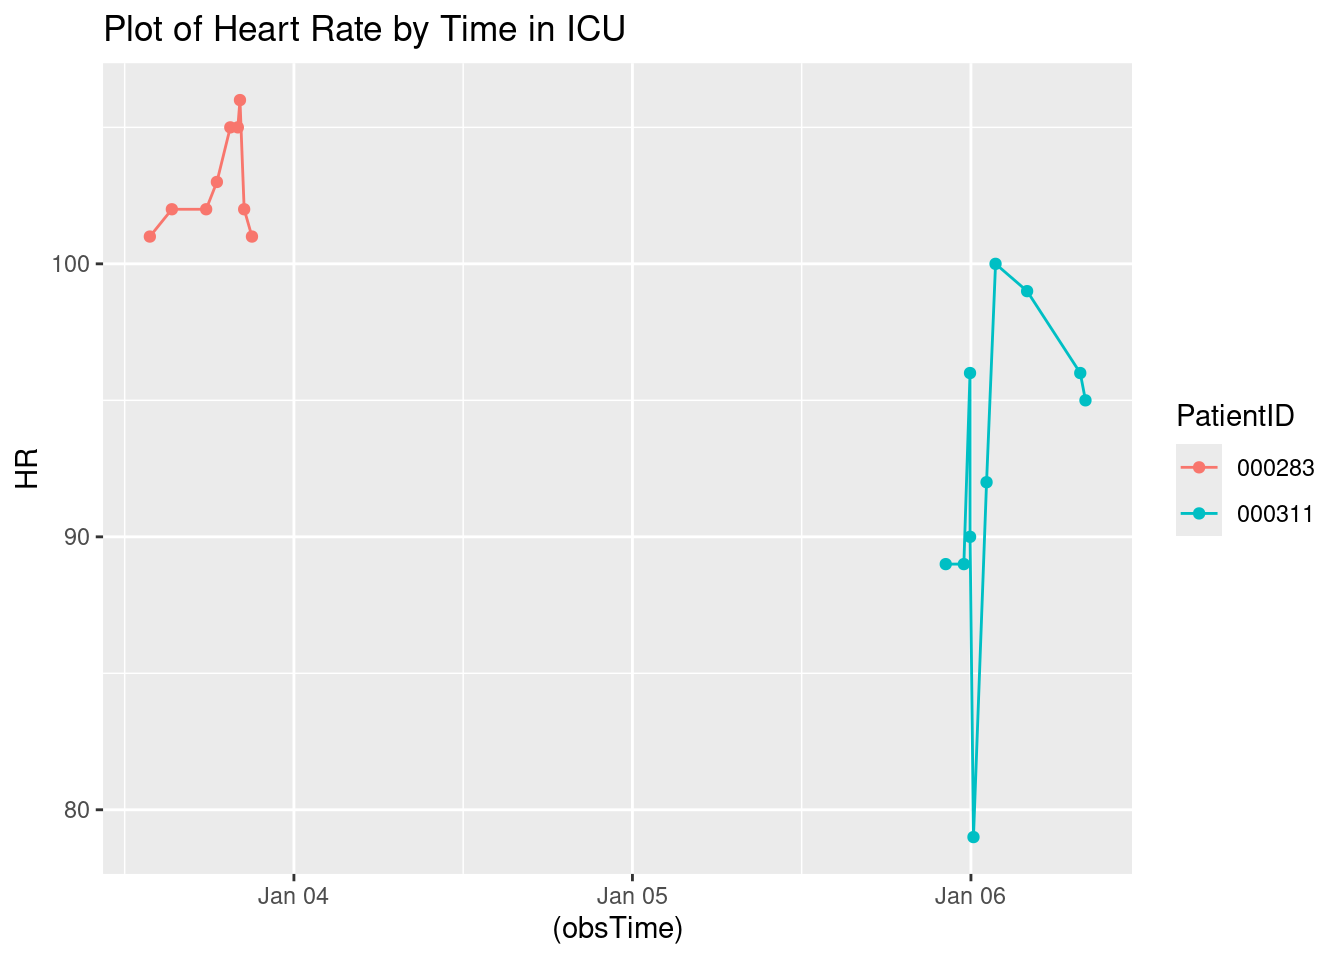 Plot of Heart Rate by Time in ICU
HR
100
90
80
Jan 04
Jan 05
Jan 06
(obsTime)
PatientID
000283
000311